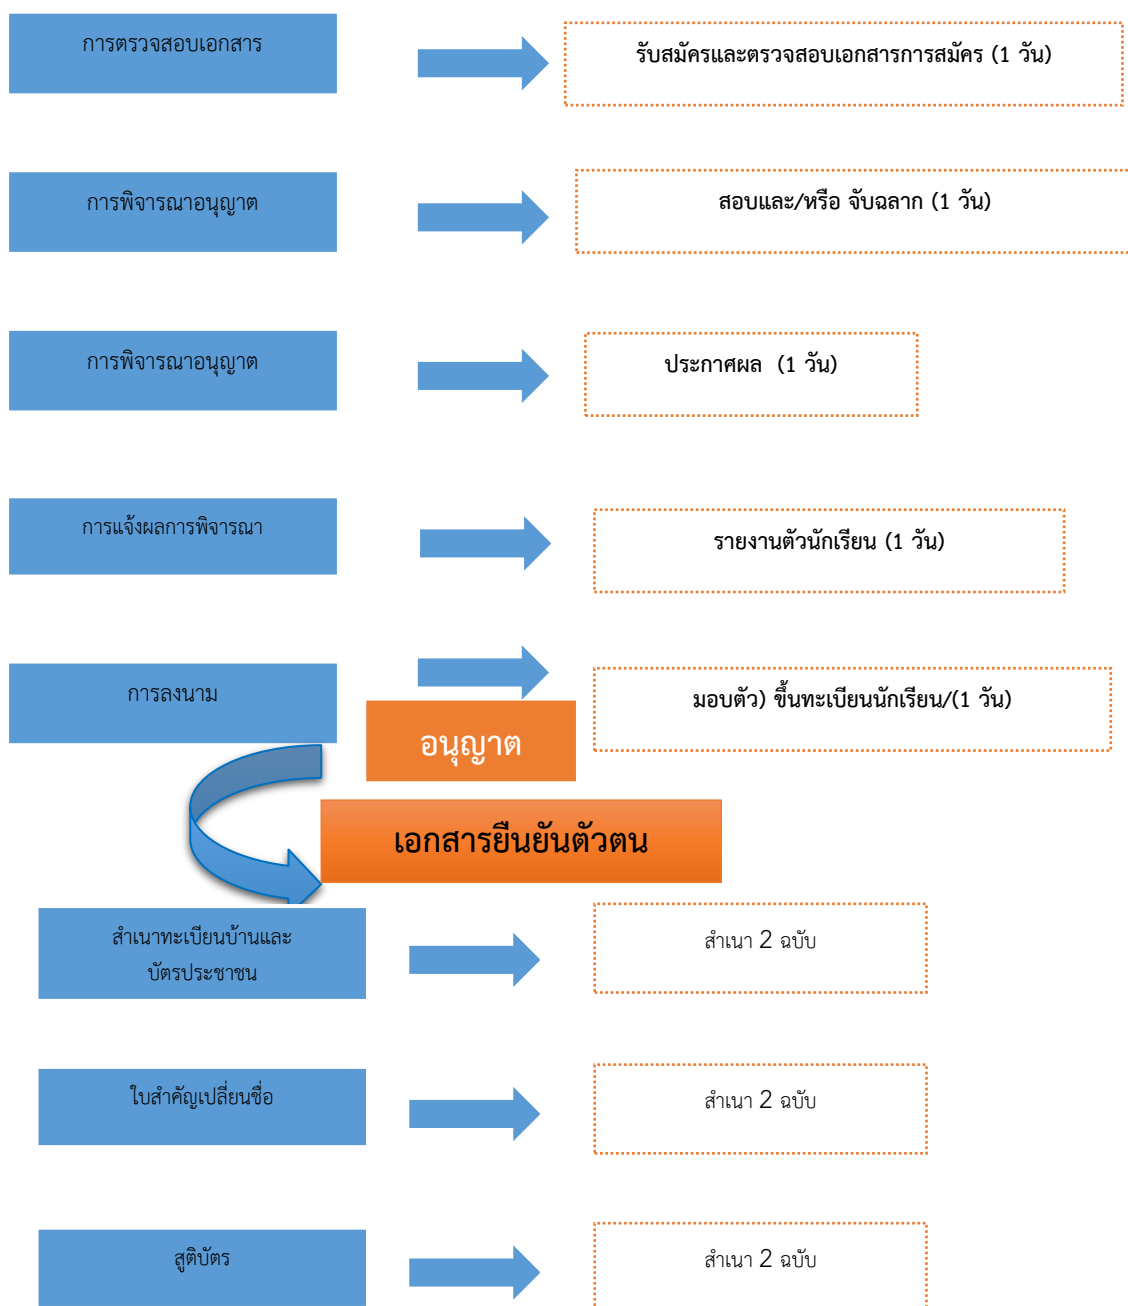 การตรวจสอบเอกสาร
รับสมัครและตรวจสอบเอกสารการสมัคร (1 วัน)
การพิจารณาอนุญาต
สอบและ/หรือ จับฉลาก (1 วัน)
การพิจารณาอนุญาต
ประกาศผล (1 วัน)
การแจ้งผลการพิจารณา
รายงานตัวนักเรียน (1 วัน)
การลงนาม
มอบตัว) ขึ้นทะเบียนนักเรียน/(1 วัน)
อนุญาต
เอกสารยืนยันตัวตน
สำเนาทะเบียนบ้านและ
บัตรประชาชน
สำเนา 2 ฉบับ
ใบสำคัญเปลี่ยนชื่อ
สำเนา 2 ฉบับ
สูติบัตร
สำเนา 2 ฉบับ